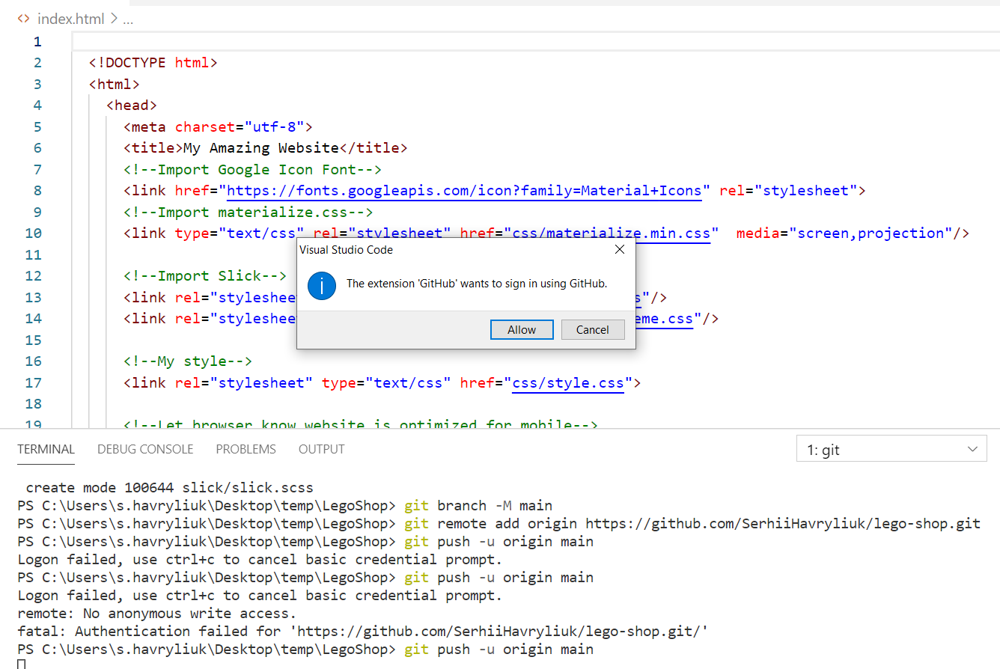 <> index.html > ...
1
2 <!DOCTYPE html>
3 <html>
4 <head>
5 <meta charset="utf-8">
6 <title>My Amazing Website</title>
7 <!--Import Google Icon Font-->
8 <link href="https://fonts.googleapis.com/icon?family=Material+Icons" rel="stylesheet">
9 <!--Import materialize.css-->
10 <link type="text/css" rel="stylesheet" href="css/materialize.min.css"  media="screen,projection"/>
11
12 <!--Import Slick-->
13 <link rel="styleshee s"/>
14 <link rel="styleshee eme.css"/>
15
16 <!--My style-->
17 <link rel="stylesheet" type="text/css" href="css/style.css">
18
19 <!--Let browser know website is optimized for mobile-->
Visual Studio Code
The extension 'GitHub' wants to sign in using GitHub.
Allow Cancel
TERMINAL DEBUG CONSOLE PROBLEMS OUTPUT 1: git
create mode 100644 slick/slick.scss
PS C:\Users\s.havryliuk\Desktop\temp\LegoShop> git branch -M main
PS C:\Users\s.havryliuk\Desktop\temp\LegoShop> git remote add origin https://github.com/SerhiiHavryliuk/lego-shop.git
PS C:\Users\s.havryliuk\Desktop\temp\LegoShop> git push -u origin main
Logon failed, use ctrl+c to cancel basic credential prompt.
PS C:\Users\s.havryliuk\Desktop\temp\LegoShop> git push -u origin main
Logon failed, use ctrl+c to cancel basic credential prompt.
remote: No anonymous write access.
fatal: Authentication failed for 'https://github.com/SerhiiHavryliuk/lego-shop.git/'
PS C:\Users\s.havryliuk\Desktop\temp\LegoShop> git push -u origin main